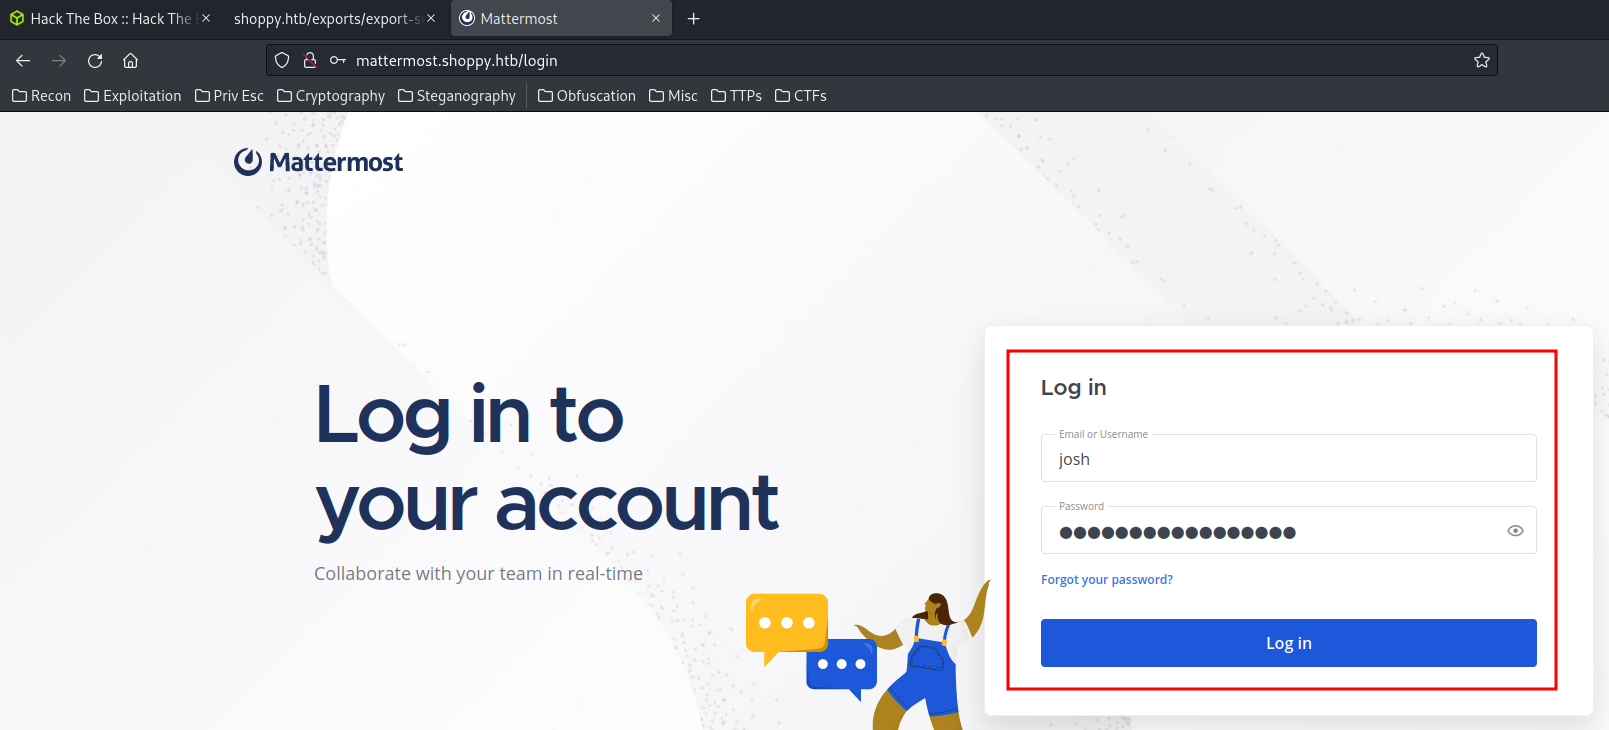 Hack The Box :: Hack The
shoppy.htb/exports/export-s
Mattermost
mattermost.shoppy.htb/login
Recon Exploitation Priv Esc Cryptography Steganography Obfuscation Misc TTPs CTFs
Mattermost
Log in to
your account
Collaborate with your team in real-time
Log in
Email or Username
josh
Password
Forgot your password?
Log in